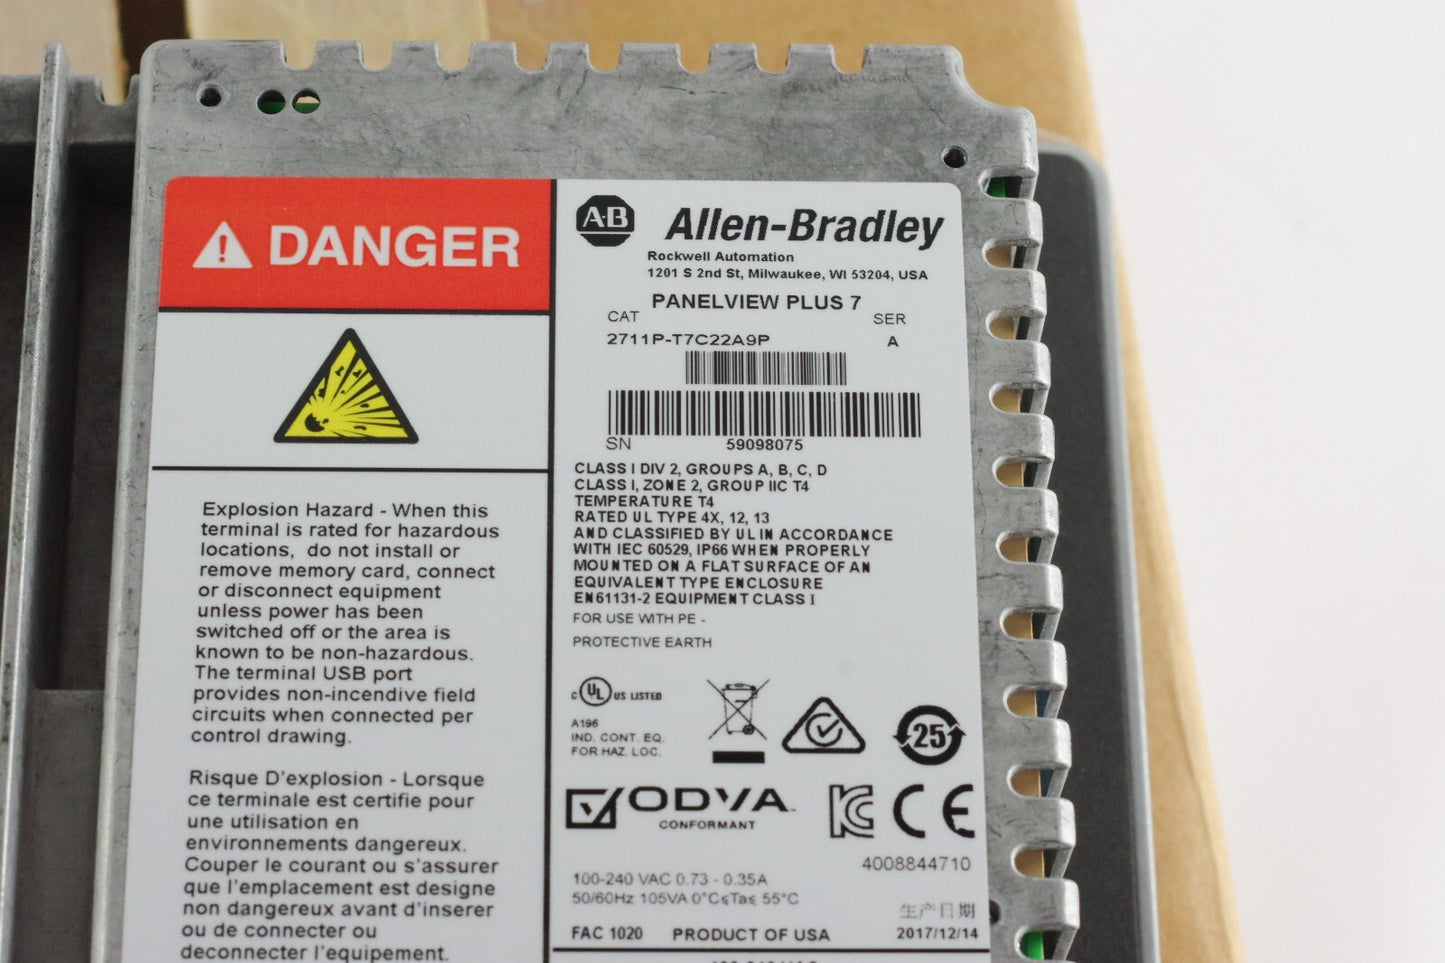 DANGER
Explosion Hazard - When this
terminal is rated for hazardous
locations, do not install or
remove memory card, connect
or disconnect equipment
unless power has been
switched off or the area is
known to be non-hazardous.
The terminal USB port
provides non-incendive field
circuits when connected per
control drawing.
Risque D'explosion - Lorsque
ce terminale est certifie pour
une utilisation en
environnements dangereux.
Couper le courant ou s'assurer
que l'emplacement est designe
non dangereux avant d'inserer
ou de connecter ou
deconnecter l'equipement.
A-B Allen-Bradley
Rockwell Automation
1201 S 2nd St, Milwaukee, WI 53204, USA
PANELVIEW PLUS 7
CAT SER
2711P-T7C22A9P A
SN 59098075
CLASS I DIV 2, GROUPS A, B, C, D
CLASS I, ZONE 2, GROUP IIC T4
TEMPERATURE T4
RATED UL TYPE 4X, 12, 13
AND CLASSIFIED BY UL IN ACCORDANCE
WITH IEC 60529, IP66 WHEN PROPERLY
MOUNTED ON A FLAT SURFACE OF AN
EQUIVALENT TYPE ENCLOSURE
EN61131-2 EQUIPMENT CLASS I
FOR USE WITH PE -
PROTECTIVE EARTH
C UL US LISTED
A196
IND. CONT. EQ.
FOR HAZ. LOC.
25
ODVA
CONFORMANT
KC CE
4008844710
100-240 VAC 0.73 - 0.35A
50/60Hz 105VA 0°C≤Ta≤ 55°C
生产日期
FAC 1020 PRODUCT OF USA 2017/12/14